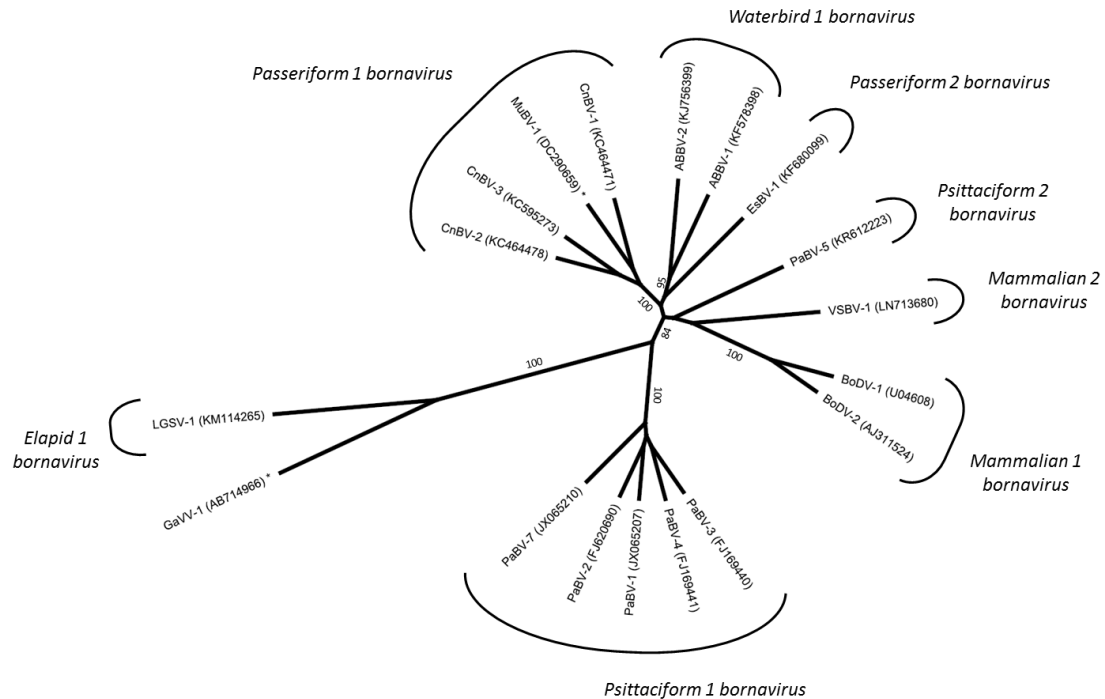 Waterbird 1 bornavirus
Passeriform 1 bornavirus
Passeriform 2 bornavirus
CnBV-1 (KC464471)
MuBV-1 (DC290659) *
CnBV-3 (KC595273)
CnBV-2 (KC464478)
ABBV-2 (KJ756399)
ABBV-1 (KF578398)
EsBV-1 (KF680099)
Psittaciform 2
bornavirus
PaBV-5 (KR612223)
Mammalian 2
bornavirus
VSBV-1 (LN713680)
95
100
84
100
100
100
BoDV-1 (U04608)
BoDV-2 (AJ311524)
Mammalian 1
bornavirus
LGSV-1 (KM114265)
Elapid 1
bornavirus
GaVV-1 (AB714966) *
PaBV-7 (JX065210)
PaBV-2 (FJ620690)
PaBV-1 (JX065207)
PaBV-4 (FJ169441)
PaBV-3 (FJ169440)
Psittaciform 1 bornavirus